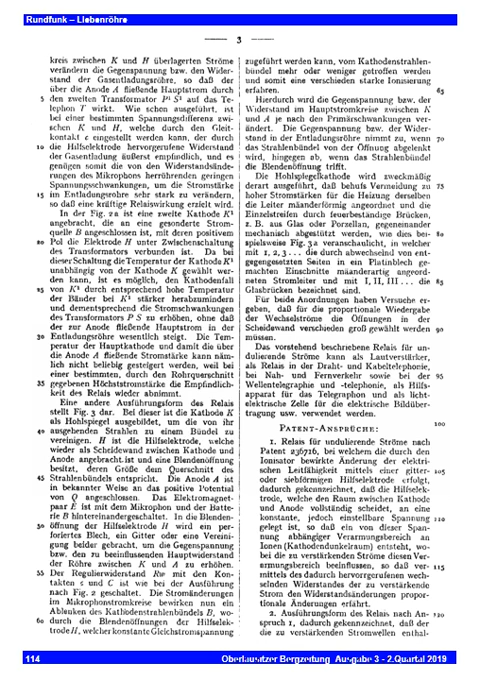 Rundfunk – Liebenröhre
3
kreis zwischen K und H überlagerten Ströme
verändern die Gegenspannung bzw. den Wider-
stand der Gasentladungsröhre, so daß der
über die Anode A fließende Hauptstrom durch
5 den zweiten Transformator P¹ S¹ auf das Te-
lephon T wirkt. Wie schon ausgeführt, ist
bei einer bestimmten Spannungsdifferenz zwi-
schen K und H, welche durch den Gleit-
kontakt c eingestellt werden kann, der durch
10 die Hilfselektrode hervorgerufene Widerstand
der Gasentladung äußerst empfindlich, und es
genügen somit die von den Widerstandsände-
rungen des Mikrophons herrührenden geringen
Spannungsschwankungen, um die Stromstärke
15 im Entladungsrohre sehr stark zu verändern,
so daß eine kräftige Relaiswirkung erzielt wird.
In der Fig. 2a ist eine zweite Kathode K¹
angebracht, die an eine gesonderte Strom-
quelle B angeschlossen ist, mit deren positivem
20 Pol die Elektrode H unter Zwischenschaltung
des Transformators verbunden ist. Da bei
dieser Schaltung die Temperatur der Kathode K¹
unabhängig von der Kathode K gewählt wer-
den kann, ist es möglich, den Kathodenfall
25 von K¹ durch entsprechend hohe Temperatur
der Bänder bei K¹ stärker herabzumindern
und dementsprechend die Stromschwankungen
des Transformators P S zu erhöhen, ohne daß
der zur Anode fließende Hauptstrom in der
30 Entladungsröhre wesentlich steigt. Die Tem-
peratur der Hauptkathode und damit die über
die Anode A fließende Stromstärke kann näm-
lich nicht beliebig gesteigert werden, weil bei
einer bestimmten, durch den Rohrquerschnitt
35 gegebenen Höchststromstärke die Empfindlich-
keit des Relais wieder abnimmt.
Eine andere Ausführungsform des Relais
stellt Fig. 3 dar. Bei dieser ist die Kathode K
als Hohlspiegel ausgebildet, um die von ihr
40 ausgehenden Strahlen zu einem Bündel zu
vereinigen. H ist die Hilfselektrode, welche
wieder als Scheidewand zwischen Kathode und
Anode angebracht ist und eine Blendenöffnung
besitzt, deren Größe dem Querschnitt des
45 Strahlenbündels entspricht. Die Anode A ist
in bekannter Weise an das positive Potential
von Q angeschlossen. Das Elektromagnet-
paar E ist mit dem Mikrophon und der Batte-
rie B hintereinandergeschaltet. In die Blenden-
50 öffnung der Hilfselektrode H wird ein per-
foriertes Blech, ein Gitter oder eine Vereini-
gung beider gebracht, um die Gegenspannung
bzw. den zu beeinflussenden Hauptwiderstand
der Röhre zwischen K und A zu erhöhen.
55 Der Regulierwiderstand Rw mit den Kon-
takten c und C ist wie bei der Ausführung
nach Fig. 2 geschaltet. Die Stromänderungen
im Mikrophonstromkreise bewirken nun ein
Ablenken des Kathodenstrahlenbündels B, wo-
60 durch die Blendenöffnung der Hilfselek-
trode H, welcher konstante Gleichstromspannung
zugeführt werden kann, vom Kathodenstrahlen-
bündel mehr oder weniger getroffen werden
und somit eine verschieden starke Ionisierung
erfahren. 65
Hierdurch wird die Gegenspannung bzw. der
Widerstand im Hauptstromkreise zwischen K
und A je nach den Primärschwankungen ver-
ändert. Die Gegenspannung bzw. der Wider-
stand in der Entladungsröhre nimmt zu, wenn 70
das Strahlenbündel von der Öffnung abgelenkt
wird, hingegen ab, wenn das Strahlenbündel
die Blendenöffnung trifft.
Die Hohlspiegelkathode wird zweckmäßig
derart ausgeführt, daß behufs Vermeidung zu 75
hoher Stromstärken für die Heizung derselben
die Leiter mäanderförmig angeordnet und die
Einzelstreifen durch feuerbeständige Brücken,
z. B. aus Glas oder Porzellan, gegeneinander
mechanisch abgestützt werden, wie dies bei- 80
spielsweise Fig. 3a veranschaulicht, in welcher
mit 1, 2, 3 . . . die durch abwechselnd von ent-
gegengesetzten Seiten in ein Platinblech ge-
machten Einschnitte mäanderartig angeord-
neten Stromleiter und mit I, II, III . . . die 85
Glasbrücken bezeichnet sind.
Für beide Anordnungen haben Versuche er-
geben, daß für die proportionale Wiedergabe
der Wechselströme die Öffnungen in der
Scheidewand verschieden groß gewählt werden 90
müssen.
Das vorstehend beschriebene Relais für un-
dulierende Ströme kann als Lautverstärker,
als Relais in der Draht- und Kabeltelephonie,
bei Nah- und Fernverkehr sowie bei der 95
Wellentelegraphie und -telephonie, als Hilfs-
apparat für das Telegraphon und als licht-
elektrische Zelle für die elektrische Bildüber-
tragung usw. verwendet werden.
100
PATENT-ANSPRÜCHE:
1. Relais für undulierende Ströme nach
Patent 236716, bei welchem die durch den
Ionisator bewirkte Änderung der elektri-
schen Leitfähigkeit mittels einer gitter- 105
oder siebförmigen Hilfselektrode erfolgt,
dadurch gekennzeichnet, daß die Hilfselek-
trode, welche den Raum zwischen Kathode
und Anode vollständig scheidet, an eine
konstante, jedoch einstellbare Spannung 110
gelegt ist, so daß ein von dieser Span-
nung abhängiger Verarmungsbereich an
Ionen (Kathodendunkelraum) entsteht, wo-
bei die zu verstärkenden Ströme diesen Ver-
armungsbereich beeinflussen, so daß ver- 115
mittels des dadurch hervorgerufenen wech-
selnden Widerstandes der zu verstärkende
Strom den Widerstandsänderungen propor-
tionale Änderungen erfährt.
2. Ausführungsform des Relais nach An- 120
spruch 1, dadurch gekennzeichnet, daß der
die zu verstärkenden Stromwellen enthal-
114
Oberlausitzer Bergzeitung Ausgabe 3 - 2.Quartal 2019